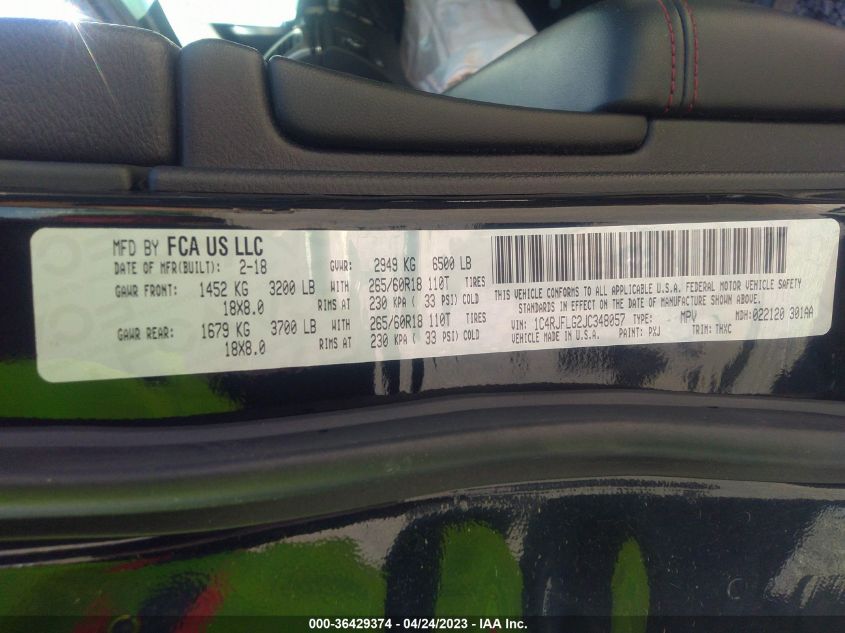 MFD BY FCA US LLC
DATE OF MFR(BUILT): 2-18 GVWR: 2949 KG 6500 LB
GAWR FRONT: 1452 KG 3200 LB WITH 265/60R18 110T TIRES
18X8.0 RIMS AT 230 KPA ( 33 PSI) COLD
GAWR REAR: 1679 KG 3700 LB WITH 265/60R18 110T TIRES
18X8.0 RIMS AT 230 KPA ( 33 PSI) COLD
THIS VEHICLE CONFORMS TO ALL APPLICABLE U.S.A. FEDERAL MOTOR VEHICLE SAFETY
STANDARDS IN EFFECT ON THE DATE OF MANUFACTURE SHOWN ABOVE.
VIN: 1C4RJFLG2JC348057 TYPE: MPV MDH: 022120 301AA
VEHICLE MADE IN U.S.A. PAINT: PXJ TRIM: THXC
000-36429374 - 04/24/2023 - IAA Inc.